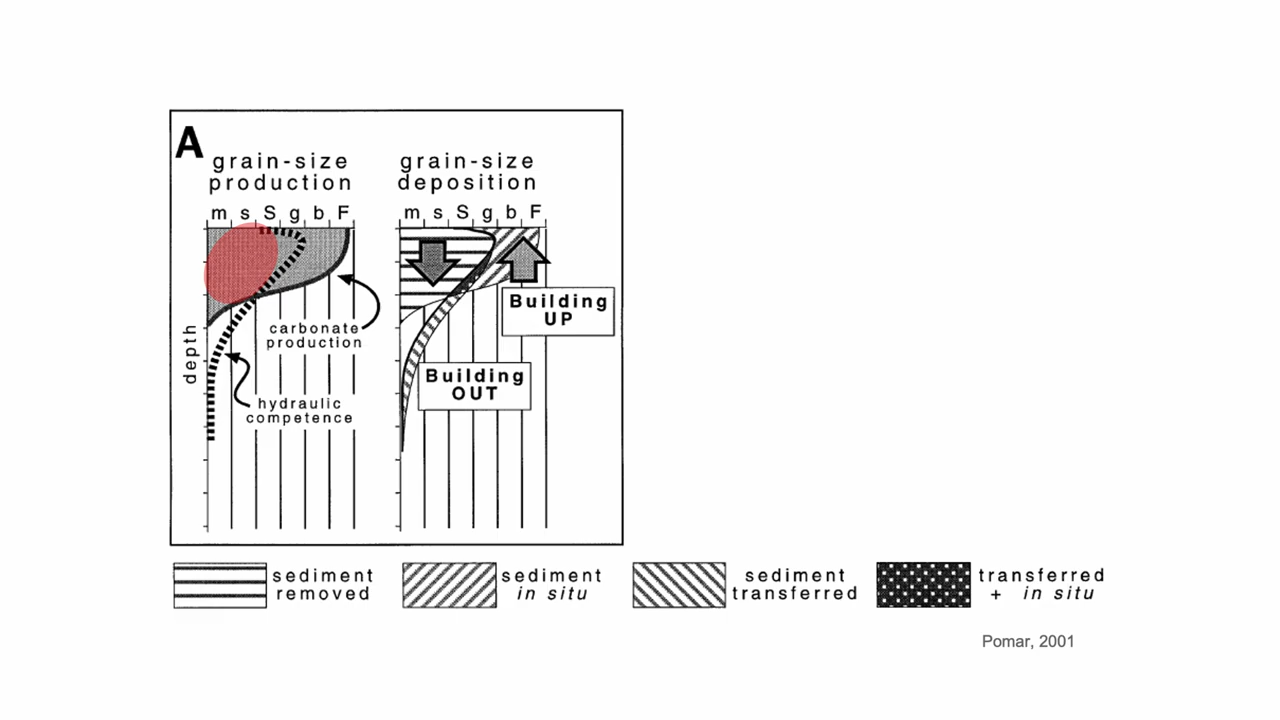 A
grain-size
production
m s S g b F
depth
carbonate
production
hydraulic
competence
grain-size
deposition
m s S g b F
Building
UP
Building
OUT
sediment
removed
sediment
in situ
sediment
transferred
transferred
+ in situ
Pomar, 2001